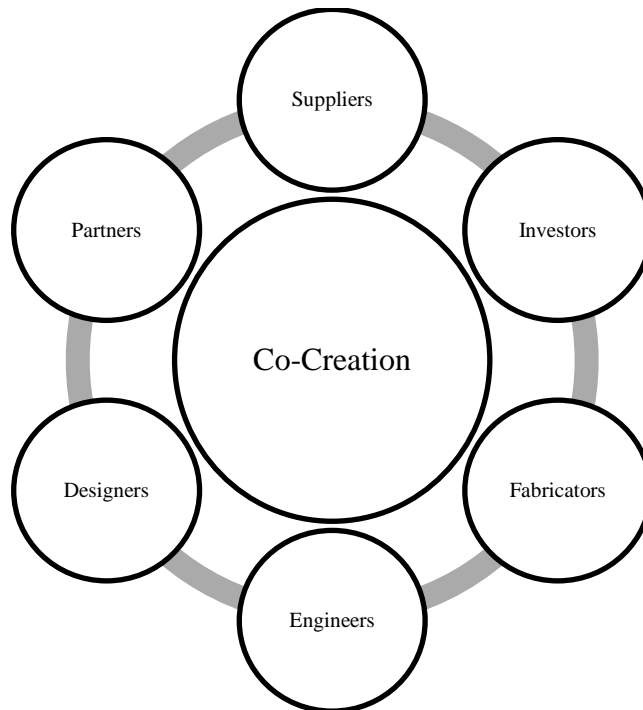 Suppliers
Partners
Investors
Co-Creation
Designers
Fabricators
Engineers